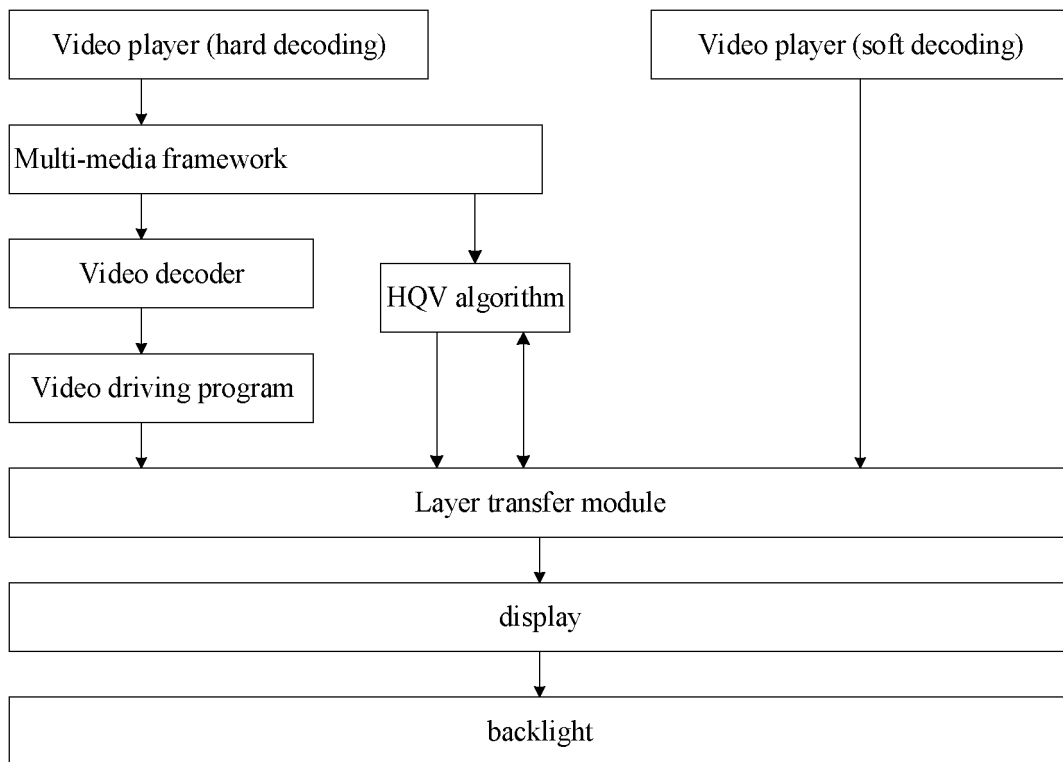 Video player (hard decoding)
Video player (soft decoding)
Multi-media framework
Video decoder
HQV algorithm
Video driving program
Layer transfer module
display
backlight